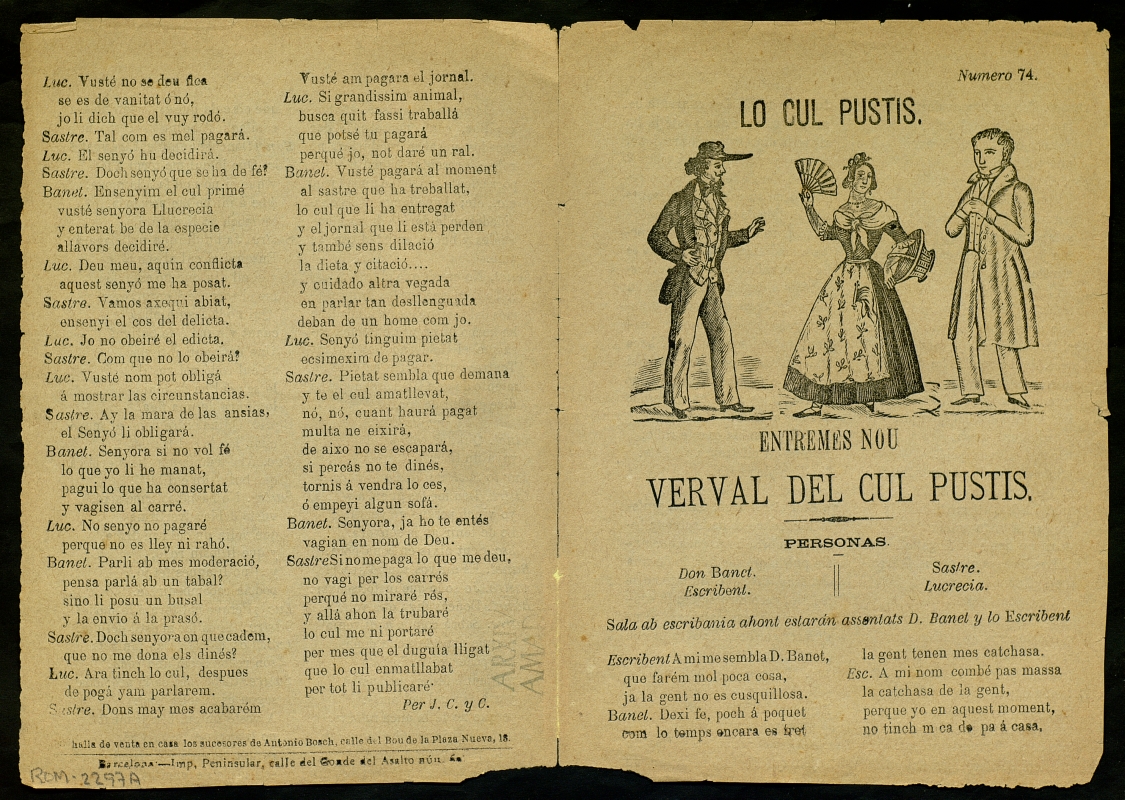 Luc. Vusté no se deu fica
se es de vanitat ó nó,
jo li dich que el vuy rodó.
Sastre. Tal com es mel pagará.
Luc. El senyó hu decidirá.
Sastre. Doch senyó que se ha de fé?
Banet. Ensenyim el cul primé
vusté senyora Llucrecia
y enterat be de la especie
allavors decidiré.
Luc. Deu meu, aquin conflicta
aquest senyó me ha posat.
Sastre. Vamos axequi abiat,
ensenyi el cos del delicta.
Luc. Jo no obeiré el edicta.
Sastre. Com que no lo obeirá?
Luc. Vusté nom pot obligá
á mostrar las circunstancias.
Sastre. Ay la mara de las ansias,
el Senyó li obligará.
Banet. Senyora si no vol fé
lo que yo li he manat,
pagui lo que ha consertat
y vagisen al carré.
Luc. No senyo no pagaré
perque no es lley ni rahó.
Banet. Parli ab mes moderació,
pensa parlá ab un tabal?
sino li posu un busal
y la envio á la prasó.
Sastre. Doch senyora en que cadem,
que no me dona els dinés?
Luc. Ara tinch lo cul, despues
de pogá yam parlarem.
Sastre. Dons may mes acabarém
Vusté am pagara el jornal.
Luc. Si grandissim animal,
busca quit fassi traballá
que potsé tu pagará
perqué jo, not daré un ral.
Banet. Vusté pagará al moment
al sastre que ha treballat,
lo cul que li ha entregat
y el jornal que li está perden
y també sens dilació
la dieta y citació....
y cuidado altra vegada
en parlar tan desllenguada
deban de un home com jo.
Luc. Senyó tinguim pietat
ecsimexim de pagar.
Sastre. Pietat sembla que demana
y te el cul amatllevat,
nó, nó, cuant haurá pagat
multa ne eixirá,
de aixo no se escapará,
si percás no te dinés,
tornis á vendra lo ces,
ó empeyi algun sofá.
Banet. Senyora, ja ho te entés
vagian en nom de Deu.
Sastre Si no me paga lo que me deu,
no vagi per los carrés
perqué no miraré rés,
y allá ahon la trubaré
lo cul me ni portaré
per mes que el duguía lligat
que lo cul enmatllabat
per tot li publicaré
Per J. C. y C.
halla de venta en casa los sucesores de Antonio Bosch, calle del Bou de la Plaza Nueva, 13.
Barcelona:—Imp, Peninsular, calle del Conde del Asalto núm.
ROM-2297A
Numero 74.
LO CUL PUSTIS.
ENTREMES NOU
VERVAL DEL CUL PUSTIS.
PERSONAS.
Don Banet.
Escribent.
Sastre.
Lucrecia.
Sala ab escribania ahont estarán assentats D. Banet y lo Escribent
Escribent A mi me sembla D. Banet,
que farém mol poca cosa,
ja la gent no es cusquillosa.
Banet. Dexi fe, poch á poquet
com lo temps encara es fret
la gent tenen mes catchasa.
Esc. A mi nom combé pas massa
la catchasa de la gent,
perque yo en aquest moment,
no tinch m ca de pa á casa,